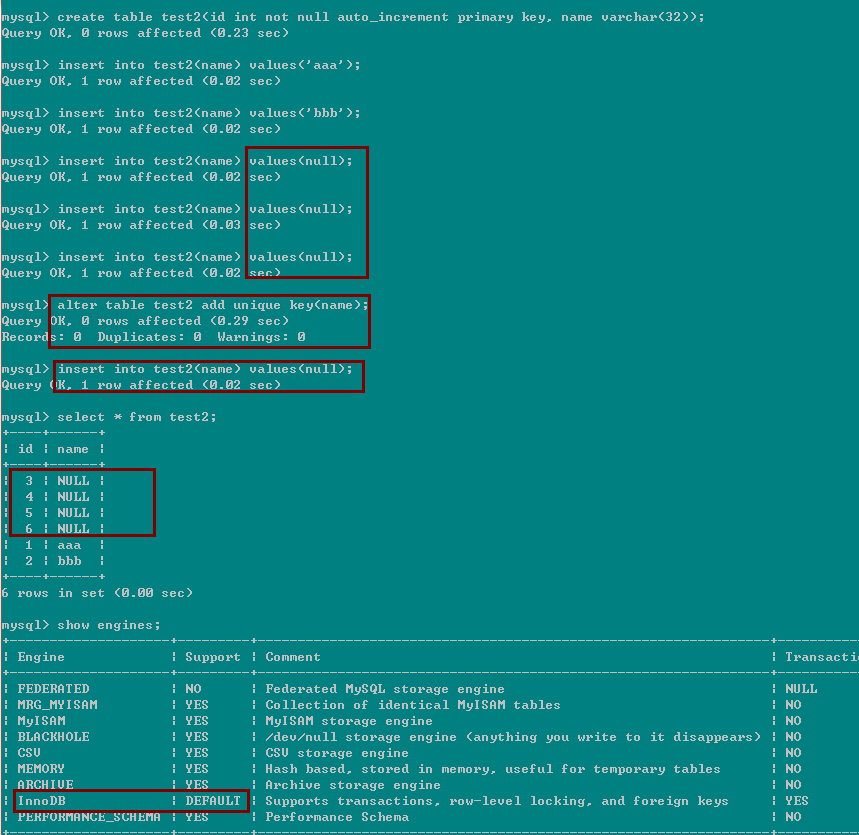 mysql> create table test2(id int not null auto_increment primary key, name varchar(32));
Query OK, 0 rows affected (0.23 sec)
mysql> insert into test2(name) values('aaa');
Query OK, 1 row affected (0.02 sec)
mysql> insert into test2(name) values('bbb');
Query OK, 1 row affected (0.02 sec)
mysql> insert into test2(name) values(null);
Query OK, 1 row affected (0.02 sec)
mysql> insert into test2(name) values(null);
Query OK, 1 row affected (0.03 sec)
mysql> insert into test2(name) values(null);
Query OK, 1 row affected (0.02 sec)
mysql> alter table test2 add unique key(name);
Query OK, 0 rows affected (0.29 sec)
Records: 0  Duplicates: 0  Warnings: 0
mysql> insert into test2(name) values(null);
Query OK, 1 row affected (0.02 sec)
mysql> select * from test2;
+----+------+
| id | name |
+----+------+
|  3 | NULL |
|  4 | NULL |
|  5 | NULL |
|  6 | NULL |
|  1 | aaa  |
|  2 | bbb  |
+----+------+
6 rows in set (0.00 sec)
mysql> show engines;
| Engine             | Support | Comment                                                        | Transacti
| FEDERATED          | NO      | Federated MySQL storage engine                                 | NULL
| MRG_MYISAM         | YES     | Collection of identical MyISAM tables                          | NO
| MyISAM             | YES     | MyISAM storage engine                                          | NO
| BLACKHOLE          | YES     | /dev/null storage engine (anything you write to it disappears) | NO
| CSV                | YES     | CSV storage engine                                             | NO
| MEMORY             | YES     | Hash based, stored in memory, useful for temporary tables      | NO
| ARCHIVE            | YES     | Archive storage engine                                         | NO
| InnoDB             | DEFAULT | Supports transactions, row-level locking, and foreign keys     | YES
| PERFORMANCE_SCHEMA | YES     | Performance Schema                                             | NO